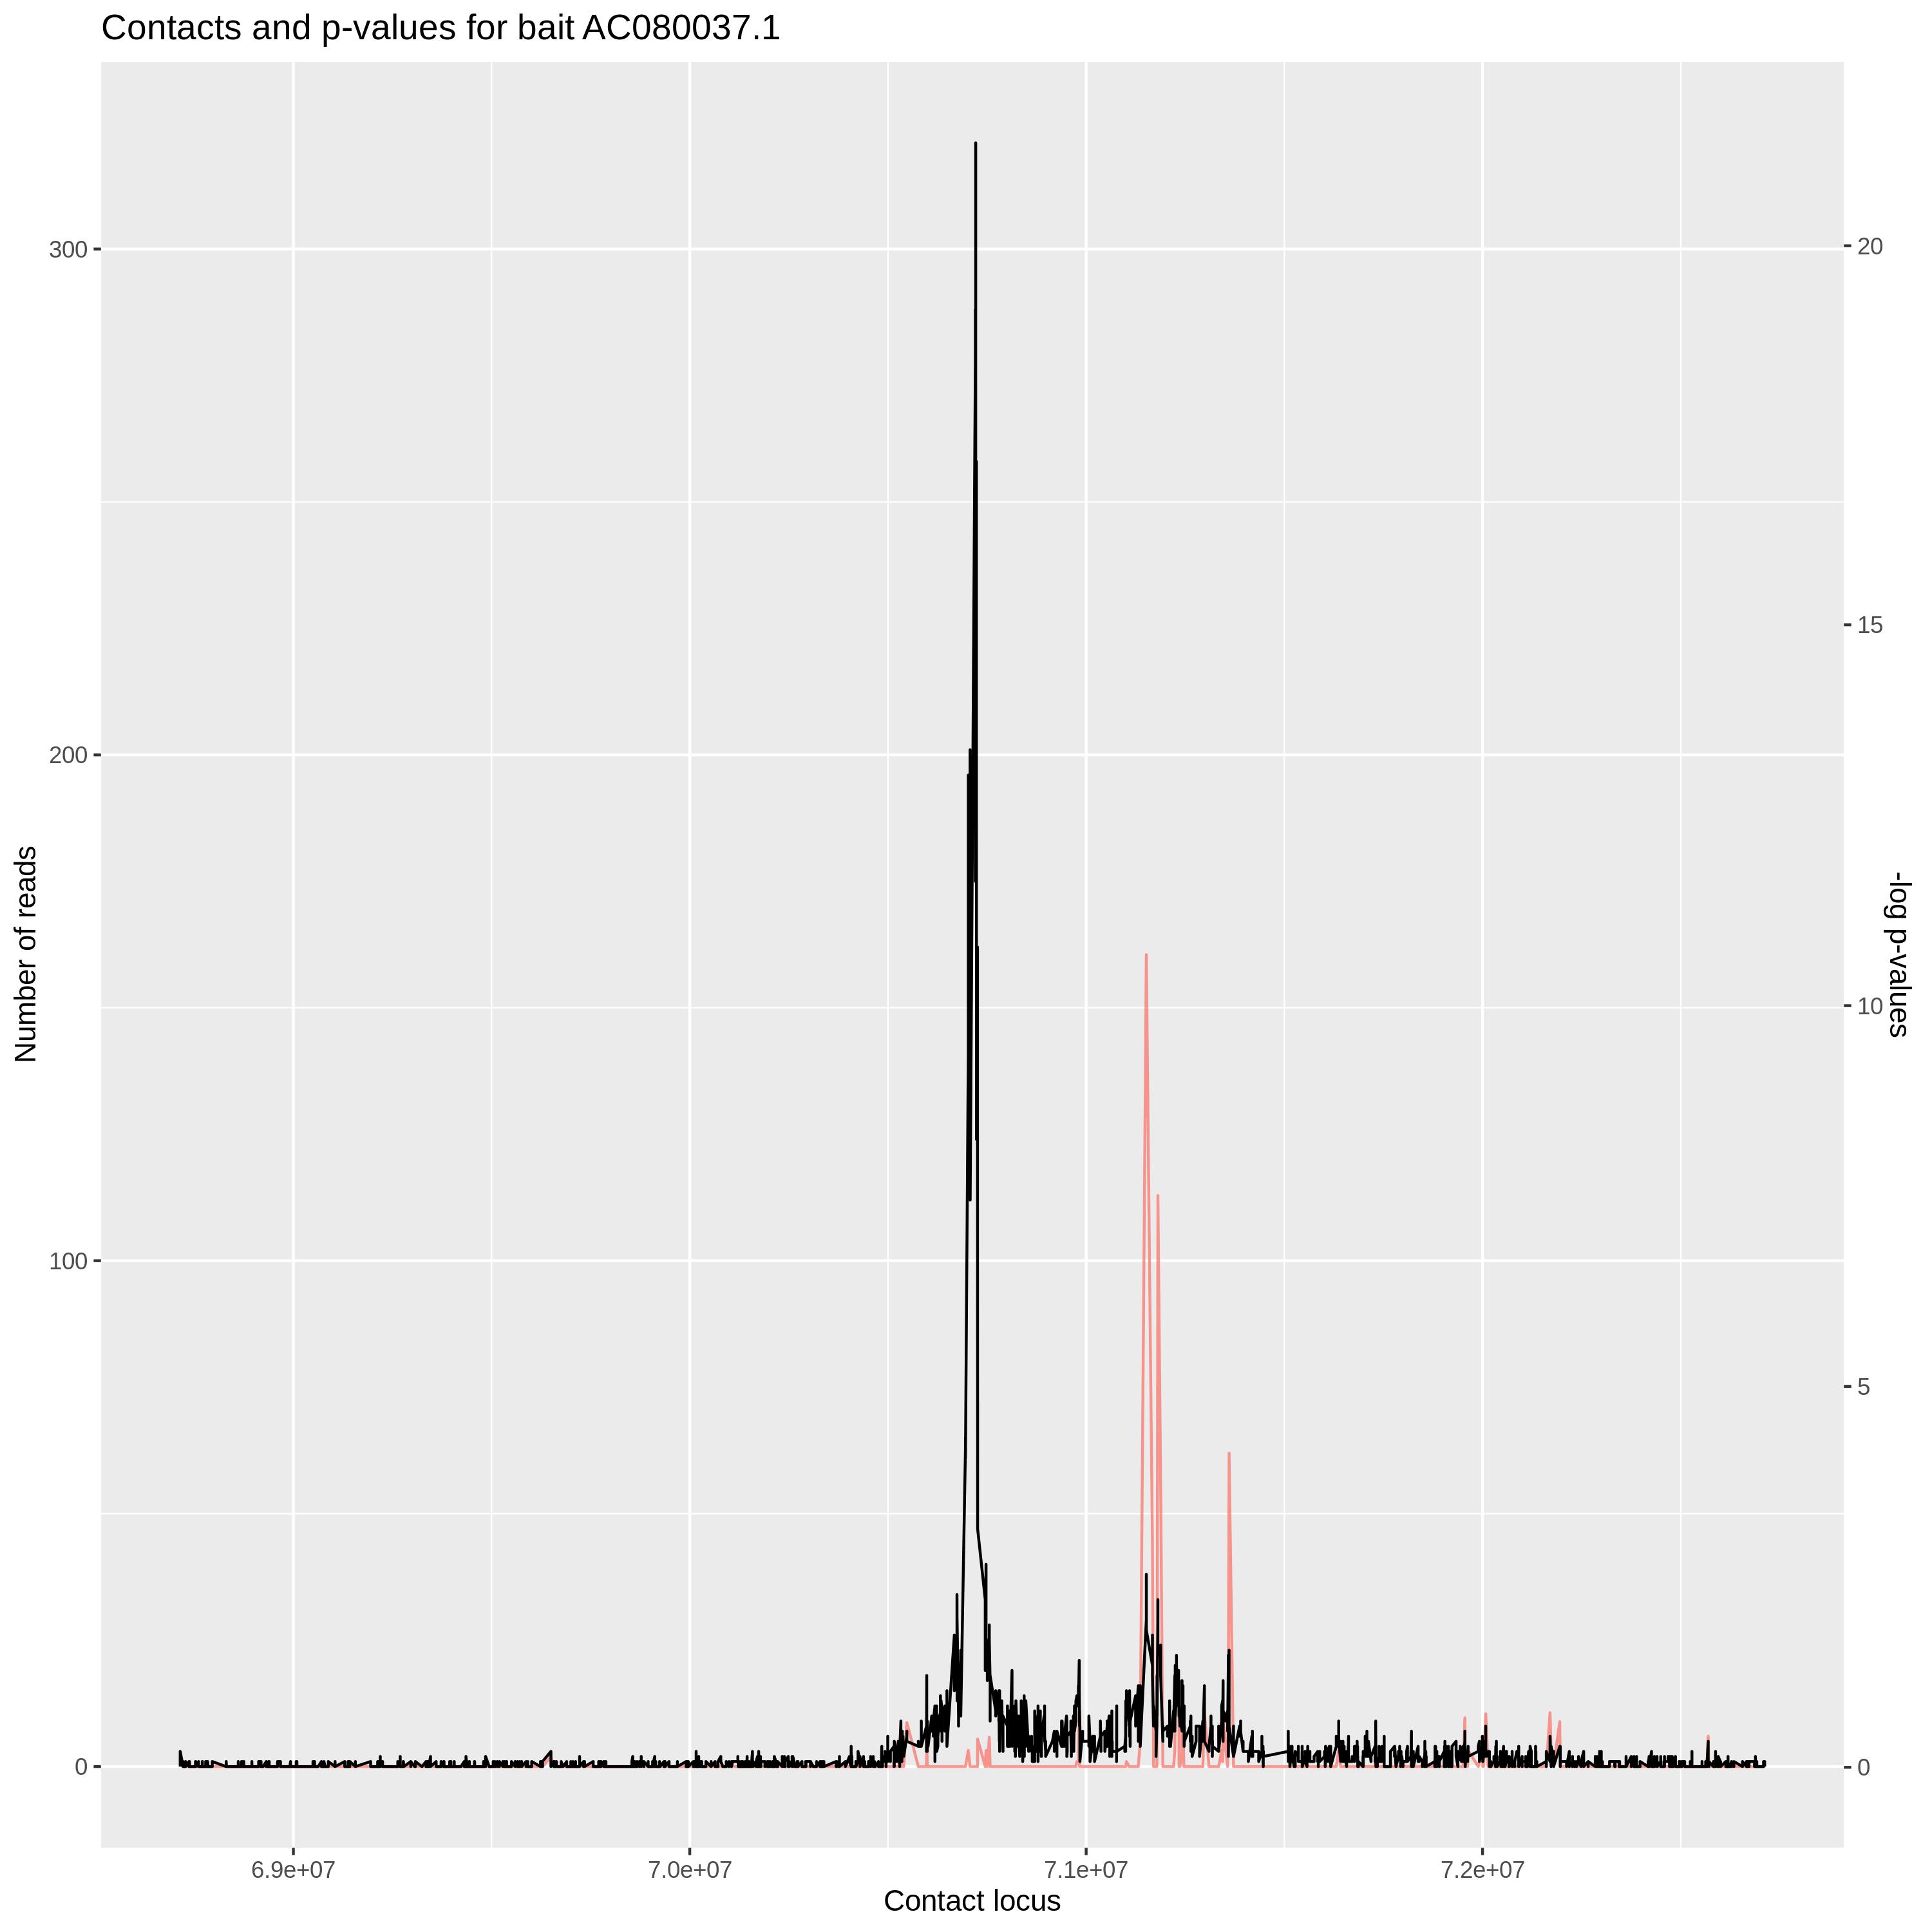 Contacts and p-values for bait AC080037.1
300
200
100
0
20
15
10
5
0
Number of reads
-log p-values
6.9e+07
7.0e+07
7.1e+07
7.2e+07
Contact locus